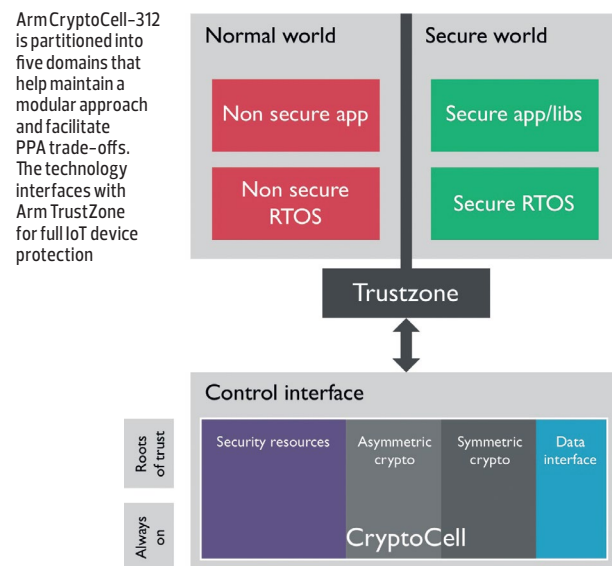 Arm CryptoCell-312
is partitioned into
five domains that
help maintain a
modular approach
and facilitate
PPA trade-offs.
The technology
interfaces with
Arm TrustZone
for full IoT device
protection
Normal world
Secure world
Non secure app
Secure app/libs
Non secure
RTOS
Secure RTOS
Trustzone
Control interface
Roots
of trust
Always
on
Security resources
Asymmetric
crypto
Symmetric
crypto
Data
interface
CryptoCell